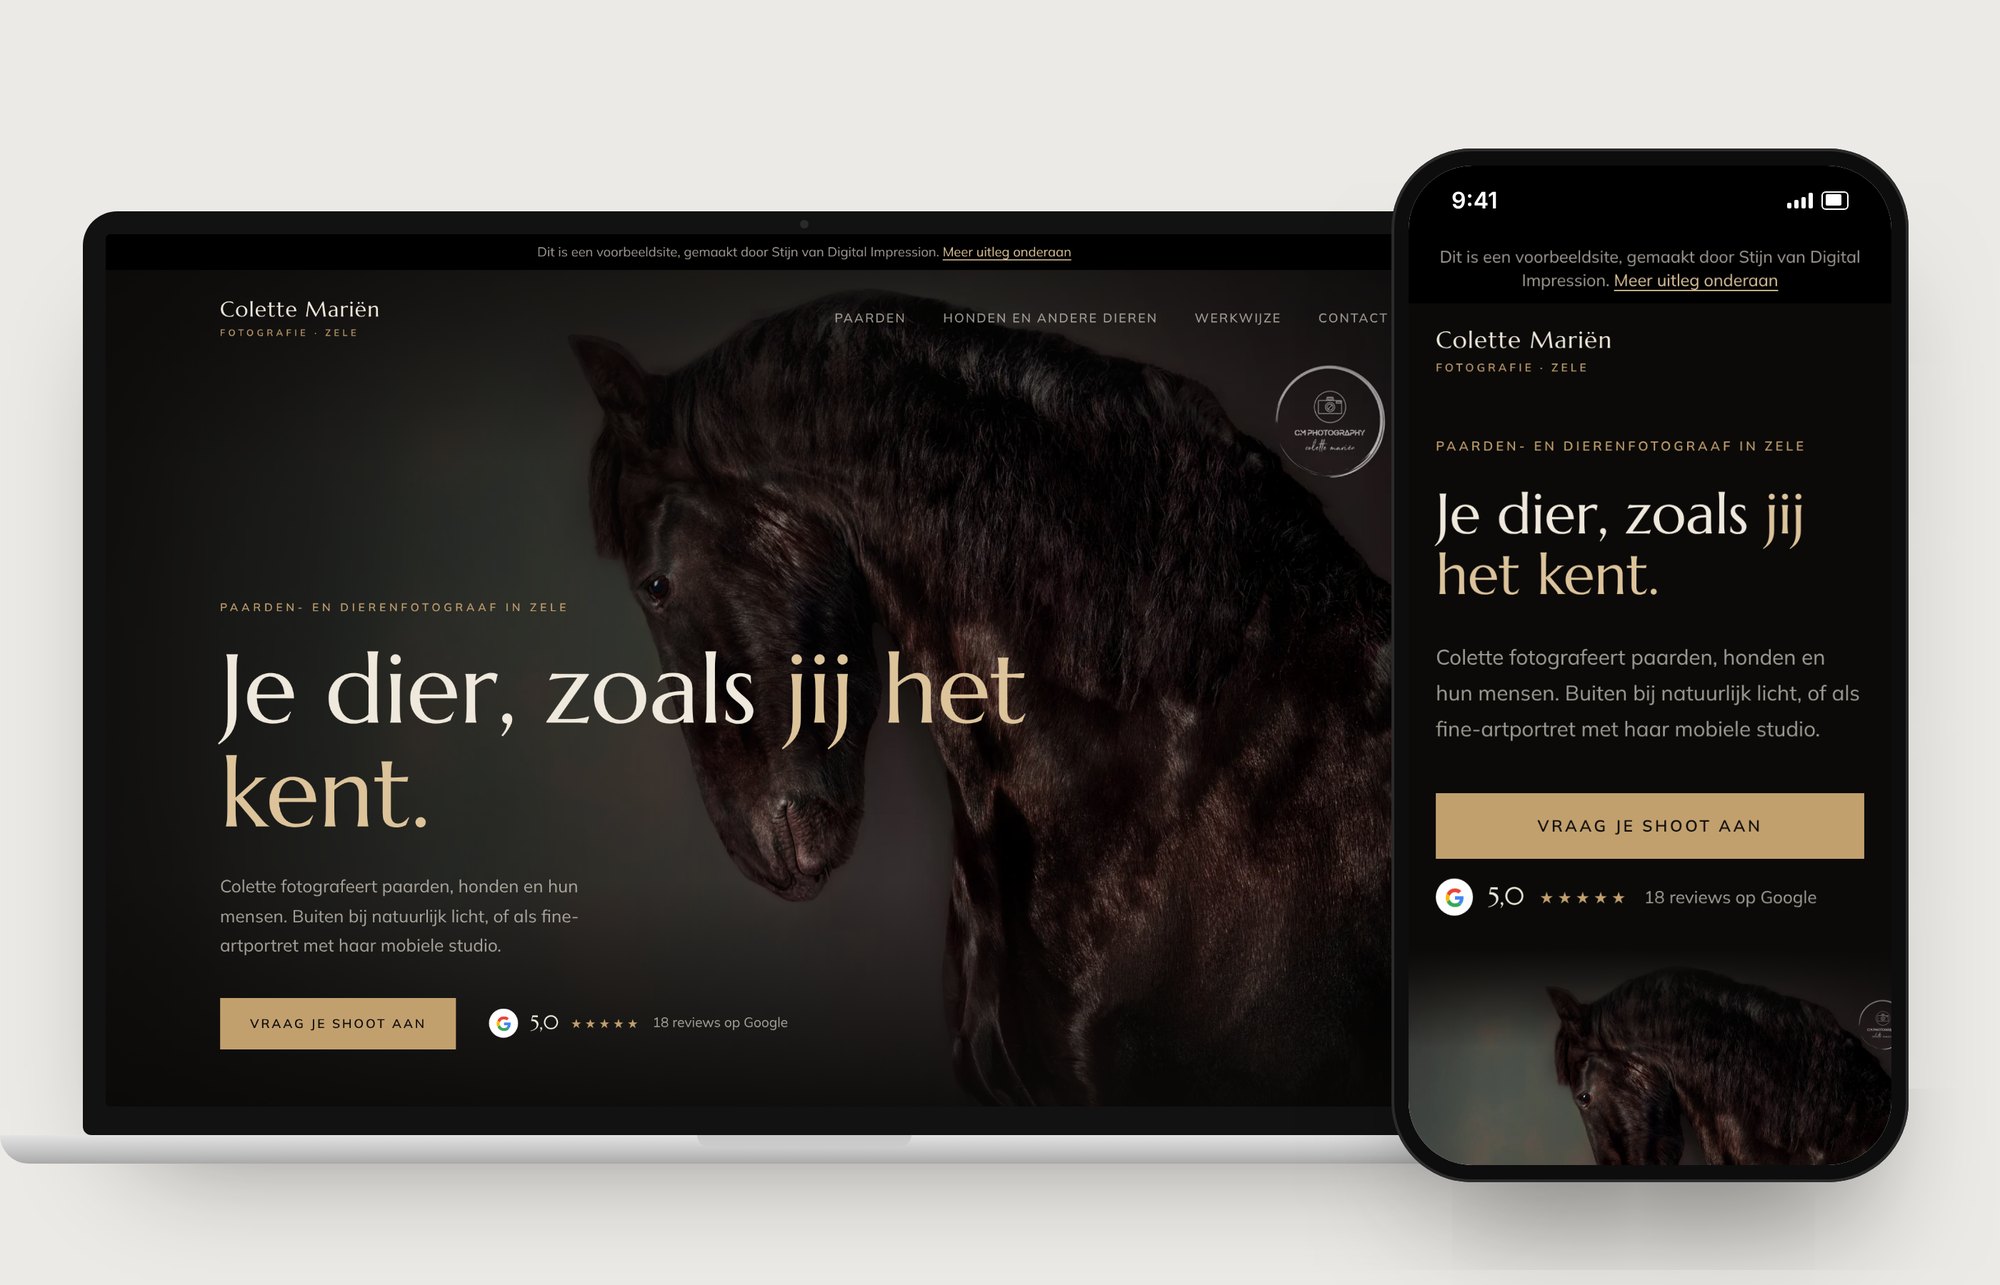 Dit is een voorbeeldsite, gemaakt door Stijn van Digital Impression. Meer uitleg onderaan
Colette Mariën
FOTOGRAFIE · ZELE
PAARDEN HONDEN EN ANDERE DIEREN WERKWIJZE CONTACT
CM PHOTOGRAPHY
colette mariën
PAARDEN- EN DIERENFOTOGRAAF IN ZELE
Je dier, zoals jij het
kent.
Colette fotografeert paarden, honden en hun
mensen. Buiten bij natuurlijk licht, of als fine-
artportret met haar mobiele studio.
VRAAG JE SHOOT AAN
5,0 ★★★★★ 18 reviews op Google
9:41
Dit is een voorbeeldsite, gemaakt door Stijn van Digital
Impression. Meer uitleg onderaan
Colette Mariën
FOTOGRAFIE · ZELE
PAARDEN- EN DIERENFOTOGRAAF IN ZELE
Je dier, zoals jij
het kent.
Colette fotografeert paarden, honden en
hun mensen. Buiten bij natuurlijk licht, of als
fine-artportret met haar mobiele studio.
VRAAG JE SHOOT AAN
5,0 ★★★★★ 18 reviews op Google